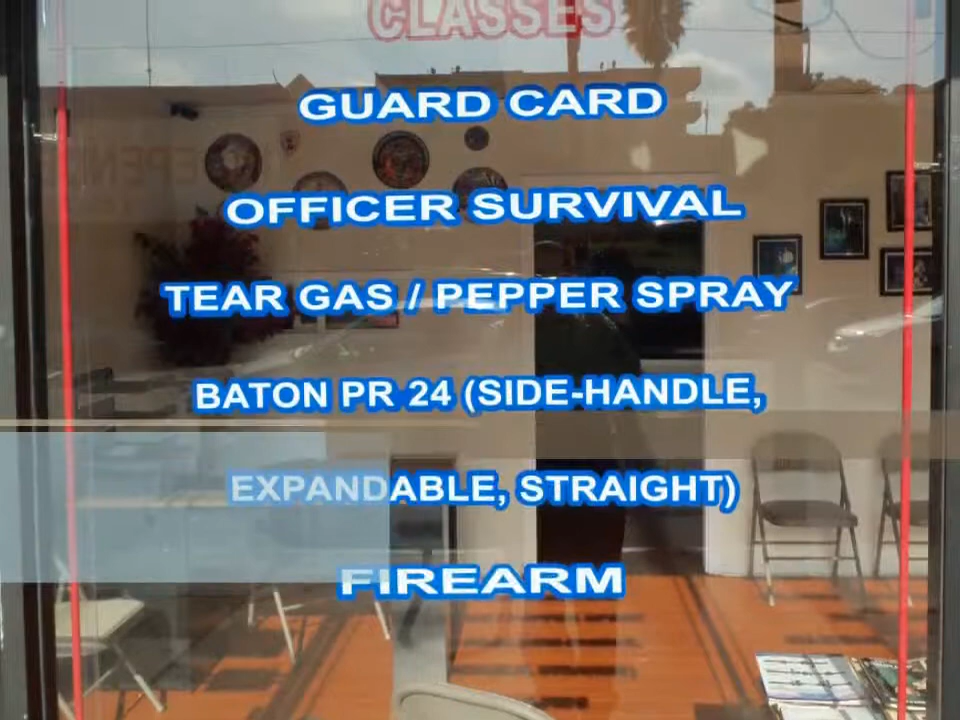 CLASSES
GUARD CARD
OFFICER SURVIVAL
TEAR GAS / PEPPER SPRAY
BATON PR 24 (SIDE-HANDLE,
EXPANDABLE, STRAIGHT)
FIREARM